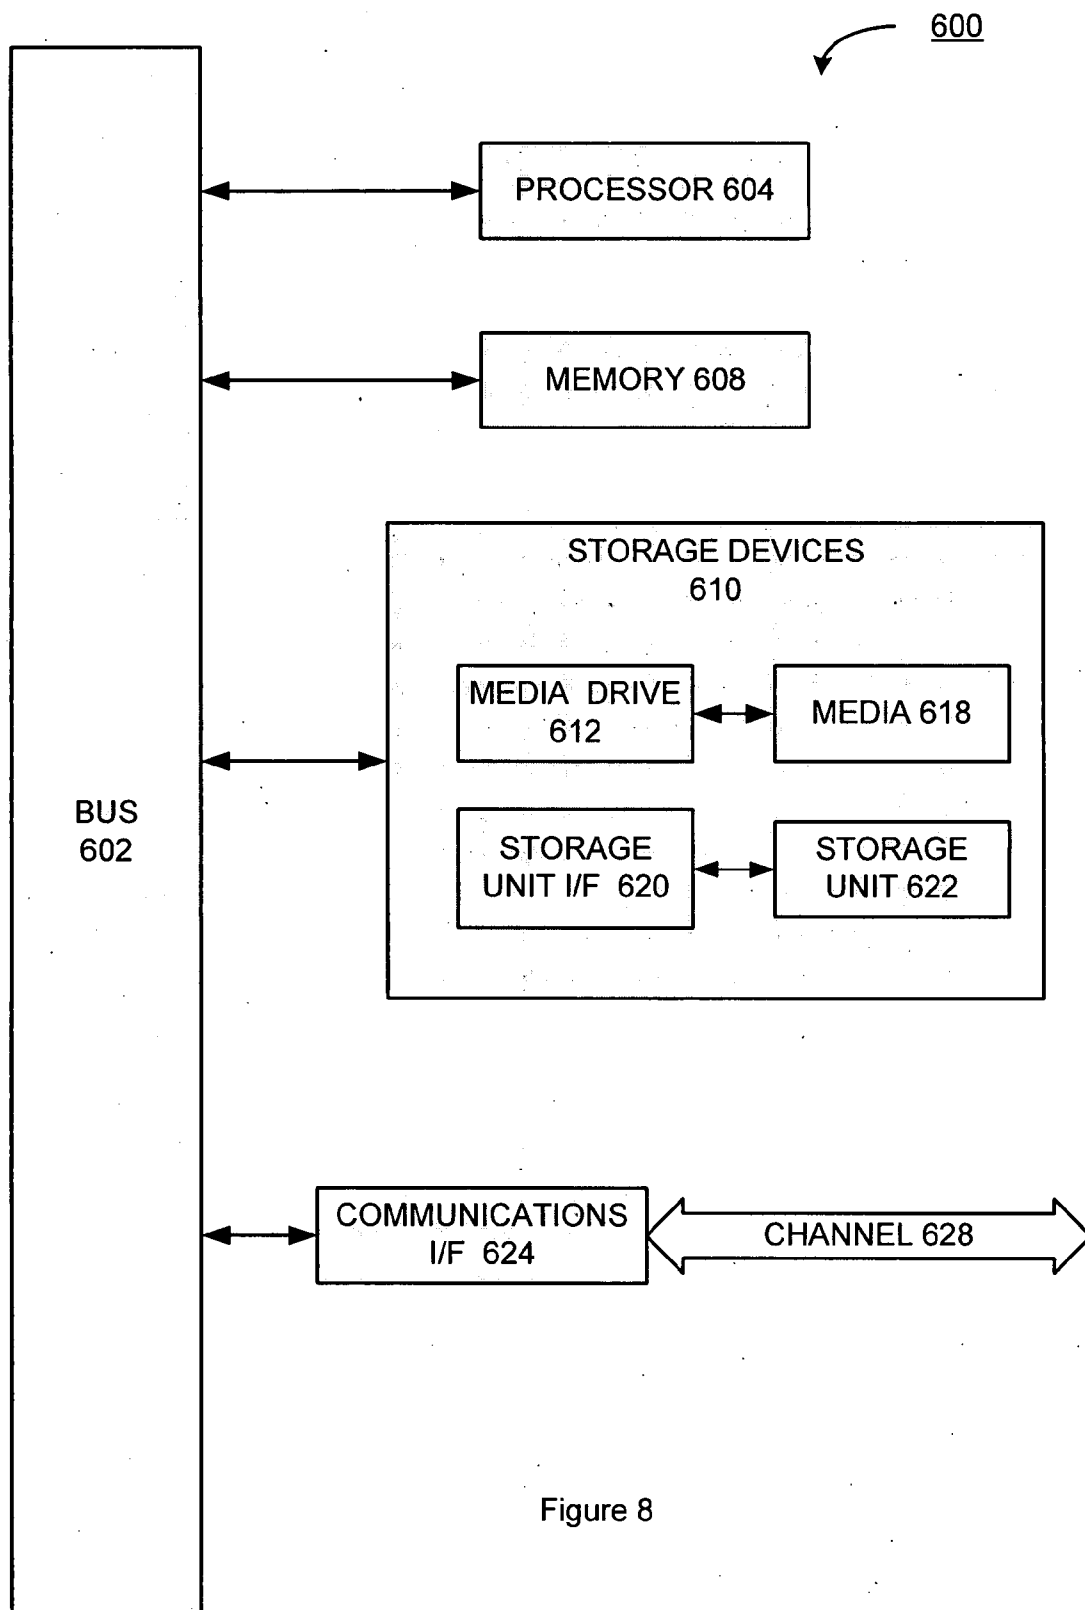 600
PROCESSOR 604
MEMORY 608
STORAGE DEVICES
610
MEDIA DRIVE
612
MEDIA 618
BUS
602
STORAGE
UNIT I/F 620
STORAGE
UNIT 622
COMMUNICATIONS
I/F 624
CHANNEL 628
Figure 8